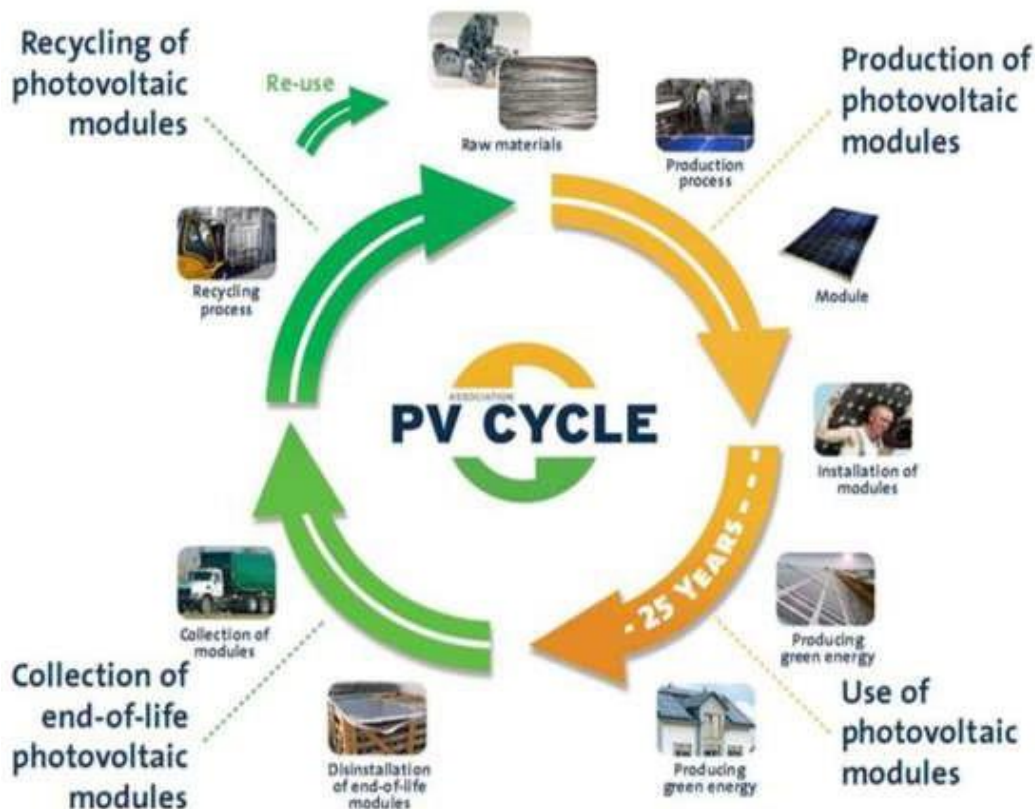 Recycling of
photovoltaic
modules
Re-use
Raw materials
Production
process
Production of
photovoltaic
modules
Module
Recycling
process
ASSOCIATION
PV CYCLE
Installation of
modules
- 25 YEARS - - -
Producing
green energy
Collection of
modules
Collection of
end-of-life
photovoltaic
modules
Disinstallation
of end-of-life
modules
Producing
green energy
Use of
photovoltaic
modules